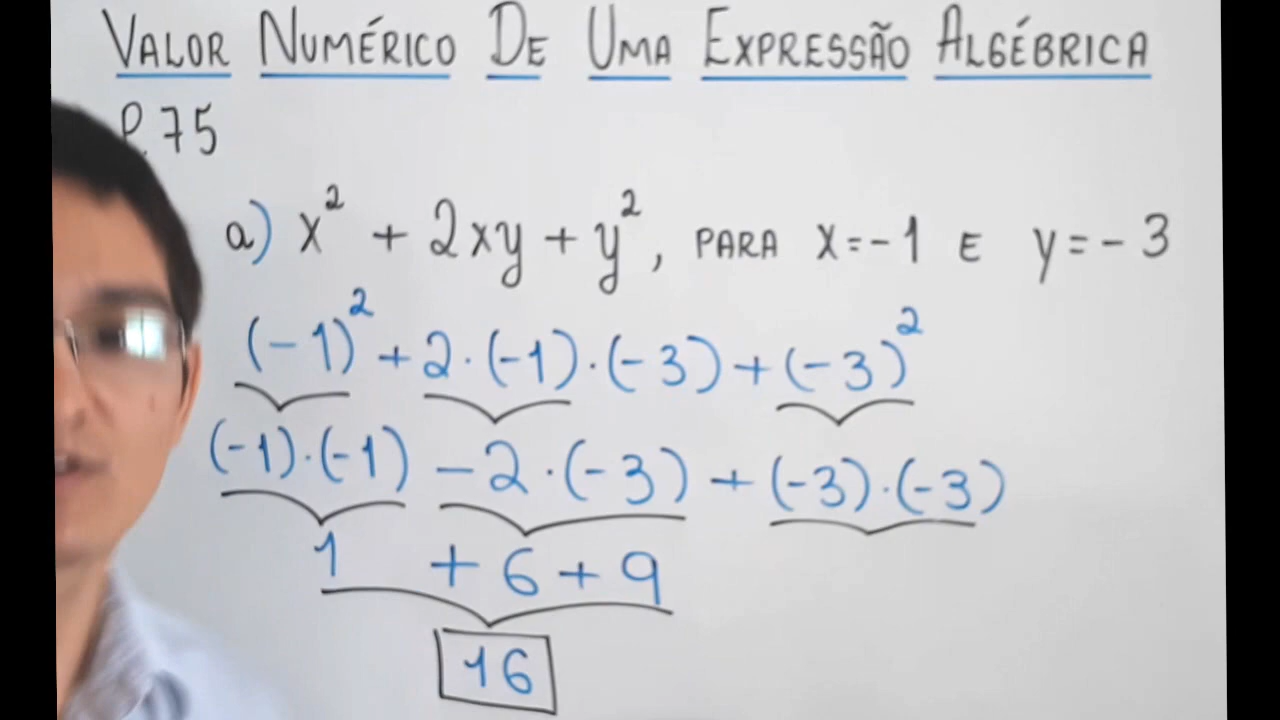 VALOR NUMÉRICO DE UMA EXPRESSÃO ALGÉBRICA
P. 75
a) x² + 2xy + y², PARA x = -1 E y = -3
(-1)² + 2·(-1)·(-3) + (-3)²
(-1)·(-1) - 2·(-3) + (-3)·(-3)
1 + 6 + 9
16